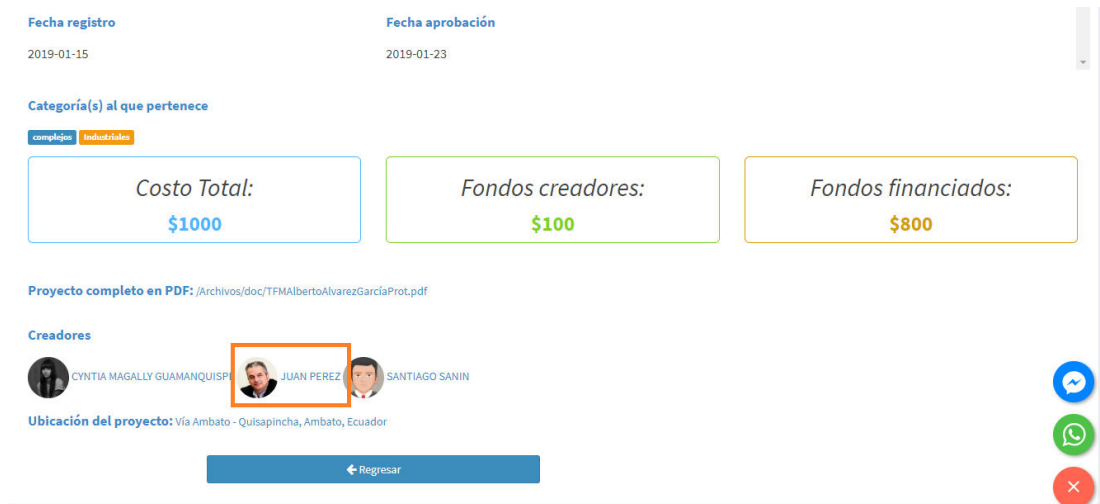 Fecha registro Fecha aprobación
2019-01-15 2019-01-23
Categoría(s) al que pertenece
complejos Industriales
Costo Total: Fondos creadores: Fondos financiados:
$1000 $100 $800
Proyecto completo en PDF: /Archivos/doc/TFMAlbertoAlvarezGarcíaProt.pdf
Creadores
CYNTIA MAGALLY GUAMANQUISPE JUAN PEREZ SANTIAGO SANIN
Ubicación del proyecto: Vía Ambato - Quisapincha, Ambato, Ecuador
Regresar